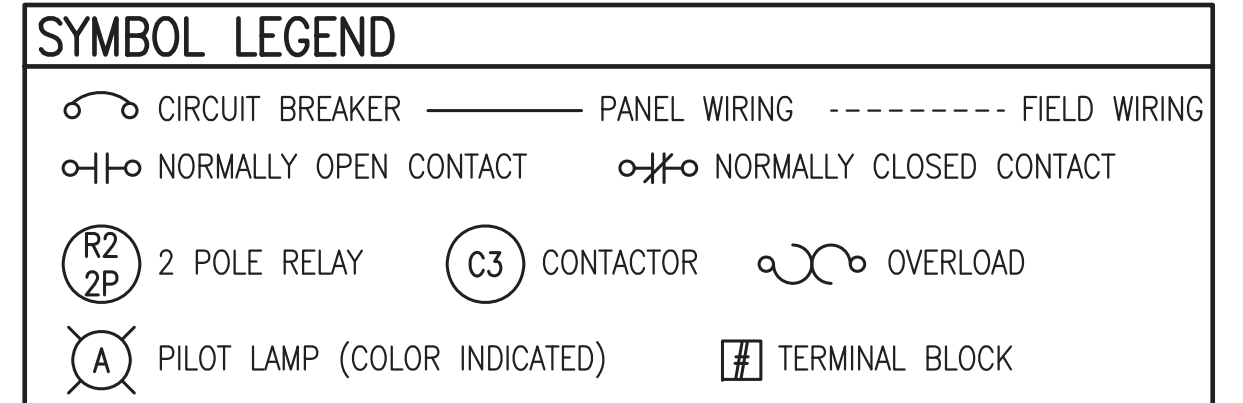 SYMBOL LEGEND
CIRCUIT BREAKER PANEL WIRING FIELD WIRING
NORMALLY OPEN CONTACT NORMALLY CLOSED CONTACT
R2 2P 2 POLE RELAY C3 CONTACTOR OVERLOAD
A PILOT LAMP (COLOR INDICATED) # TERMINAL BLOCK